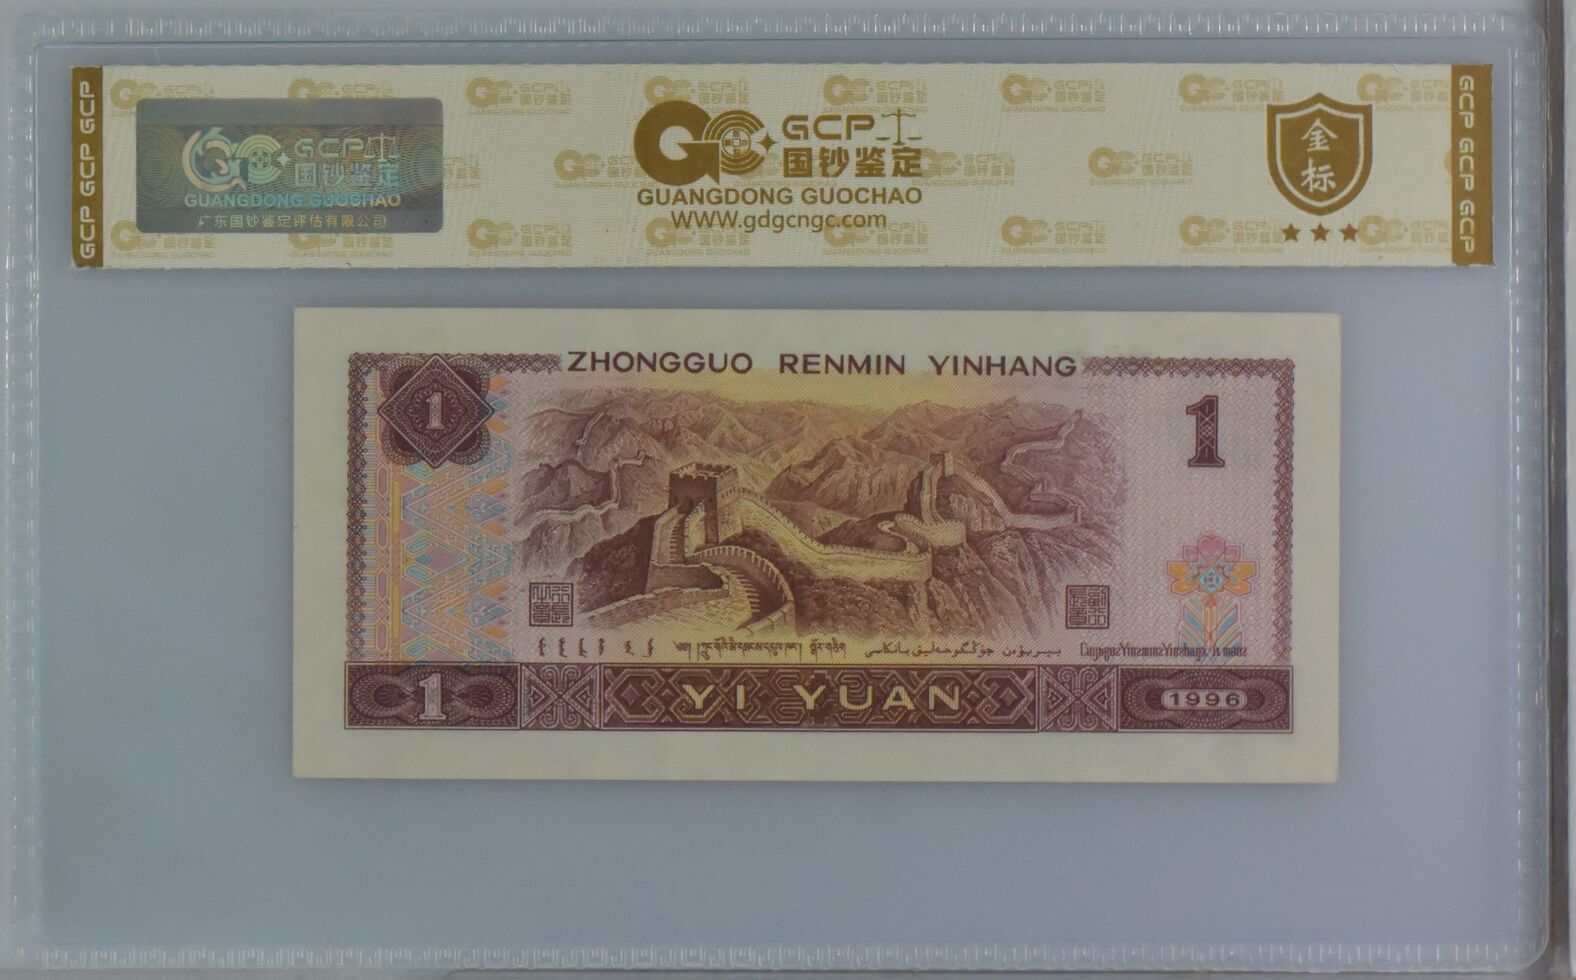 GCP GCP GCP
GCP 国钞鉴定
GUANGDONG GUOCHAO
广东国钞鉴定评估有限公司
GCP
国钞鉴定
GUANGDONG GUOCHAO
WWW.gdgcngc.com
金标
GCP GCP GCP
ZHONGGUO RENMIN YINHANG
1
1
1
YI YUAN
1996